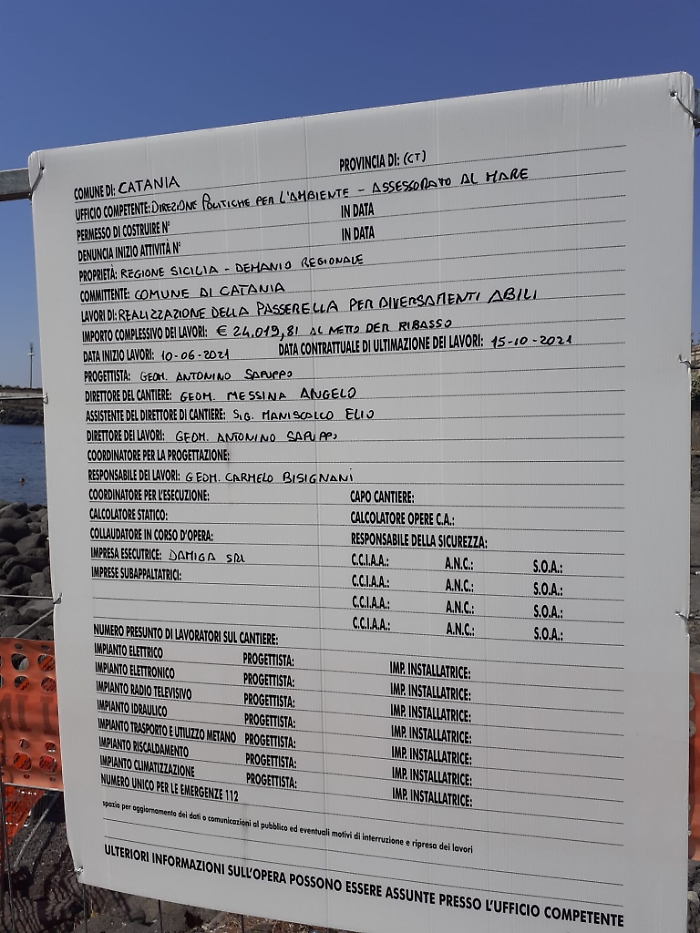 COMUNE DI: CATANIA PROVINCIA DI: (CT)
UFFICIO COMPETENTE: DIREZIONE POLITICHE PER L'AMBIENTE - ASSESSORATO AL MARE
PERMESSO DI COSTRUIRE N° IN DATA
DENUNCIA INIZIO ATTIVITÀ N° IN DATA
PROPRIETÀ: REGIONE SICILIA - DEMANIO REGIONALE
COMMITTENTE: COMUNE DI CATANIA
LAVORI DI: REALIZZAZIONE DELLA PASSERELLA PER DIVERSAMENTI ABILI
IMPORTO COMPLESSIVO DEI LAVORI: € 24.019,81 AL NETTO DER RIBASSO
DATA INIZIO LAVORI: 10-06-2021 DATA CONTRATTUALE DI ULTIMAZIONE DEI LAVORI: 15-10-2021
PROGETTISTA: GEOM. ANTONINO SAPUPPO
DIRETTORE DEL CANTIERE: GEOM. MESSINA ANGELO
ASSISTENTE DEL DIRETTORE DI CANTIERE: SIG. MANISCALCO ELIO
DIRETTORE DEI LAVORI: GEOM. ANTONINO SAPUPPO
COORDINATORE PER LA PROGETTAZIONE:
RESPONSABILE DEI LAVORI: GEOM. CARMELO BISIGNANI
COORDINATORE PER L'ESECUZIONE: CAPO CANTIERE:
CALCOLATORE STATICO: CALCOLATORE OPERE C.A.:
COLLAUDATORE IN CORSO D'OPERA: RESPONSABILE DELLA SICUREZZA:
IMPRESA ESECUTRICE: DAMIGA SRL C.C.I.A.A.: A.N.C.: S.O.A.:
IMPRESE SUBAPPALTATRICI: C.C.I.A.A.: A.N.C.: S.O.A.:
C.C.I.A.A.: A.N.C.: S.O.A.:
C.C.I.A.A.: A.N.C.: S.O.A.:
NUMERO PRESUNTO DI LAVORATORI SUL CANTIERE:
IMPIANTO ELETTRICO PROGETTISTA: IMP. INSTALLATRICE:
IMPIANTO ELETTRONICO PROGETTISTA: IMP. INSTALLATRICE:
IMPIANTO RADIO TELEVISIVO PROGETTISTA: IMP. INSTALLATRICE:
IMPIANTO IDRAULICO PROGETTISTA: IMP. INSTALLATRICE:
IMPIANTO TRASPORTO E UTILIZZO METANO PROGETTISTA: IMP. INSTALLATRICE:
IMPIANTO RISCALDAMENTO PROGETTISTA: IMP. INSTALLATRICE:
IMPIANTO CLIMATIZZAZIONE PROGETTISTA: IMP. INSTALLATRICE:
NUMERO UNICO PER LE EMERGENZE 112
spazio per aggiornamento dei dati o comunicazioni al pubblico ed eventuali motivi di interruzione e ripresa dei lavori
ULTERIORI INFORMAZIONI SULL'OPERA POSSONO ESSERE ASSUNTE PRESSO L'UFFICIO COMPETENTE